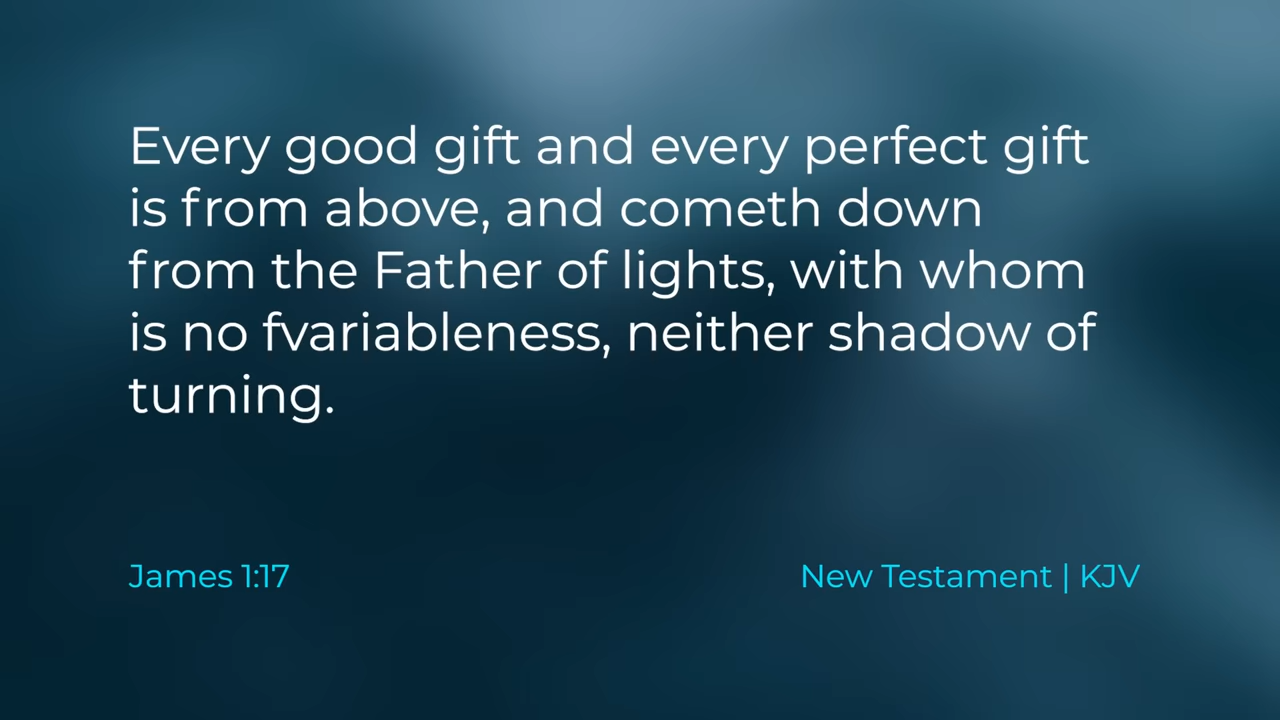 Every good gift and every perfect gift
is from above, and cometh down
from the Father of lights, with whom
is no fvariableness, neither shadow of
turning.
James 1:17
New Testament | KJV